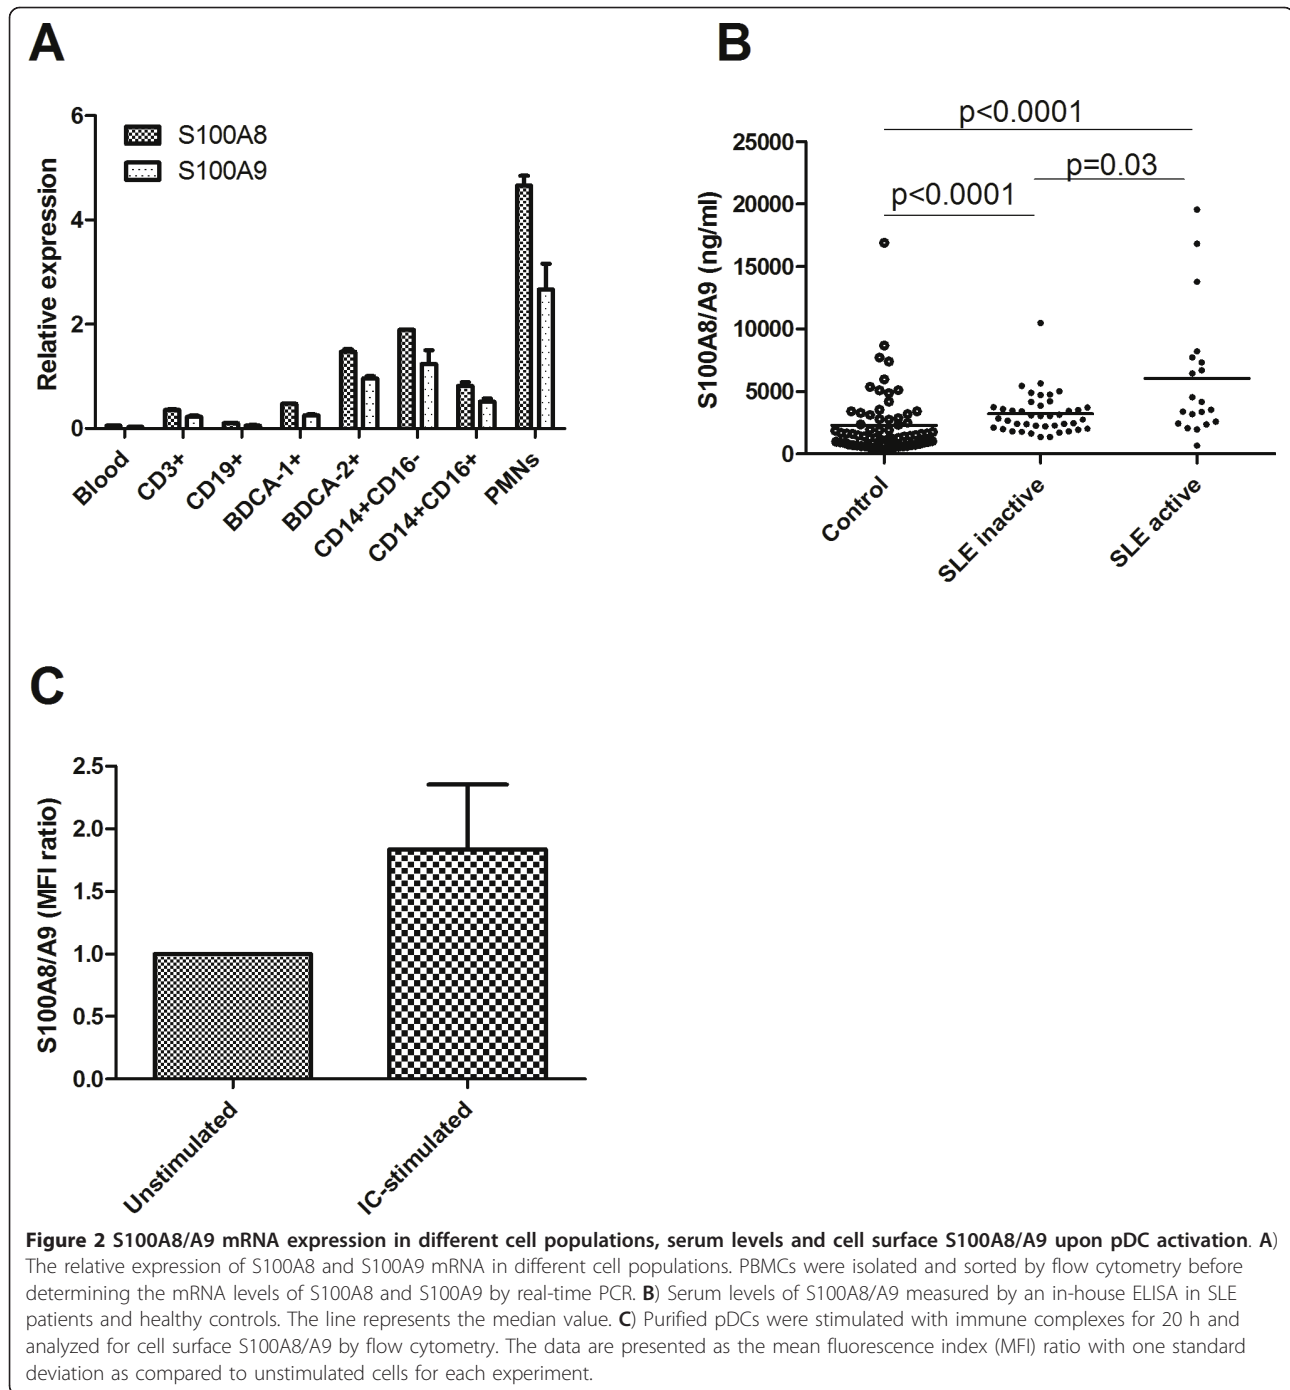 A
6
4
2
0
Relative expression
S100A8
S100A9
Blood
CD3+
CD19+
BDCA-1+
BDCA-2+
CD14+CD16-
CD14+CD16+
PMNs
B
p<0.0001
p=0.03
p<0.0001
25000
20000
15000
10000
5000
0
S100A8/A9 (ng/ml)
Control
SLE inactive
SLE active
C
2.5
2.0
1.5
1.0
0.5
0.0
S100A8/A9 (MFI ratio)
Unstimulated
IC-stimulated
Figure 2 S100A8/A9 mRNA expression in different cell populations, serum levels and cell surface S100A8/A9 upon pDC activation. A)
The relative expression of S100A8 and S100A9 mRNA in different cell populations. PBMCs were isolated and sorted by flow cytometry before
determining the mRNA levels of S100A8 and S100A9 by real-time PCR. B) Serum levels of S100A8/A9 measured by an in-house ELISA in SLE
patients and healthy controls. The line represents the median value. C) Purified pDCs were stimulated with immune complexes for 20 h and
analyzed for cell surface S100A8/A9 by flow cytometry. The data are presented as the mean fluorescence index (MFI) ratio with one standard
deviation as compared to unstimulated cells for each experiment.